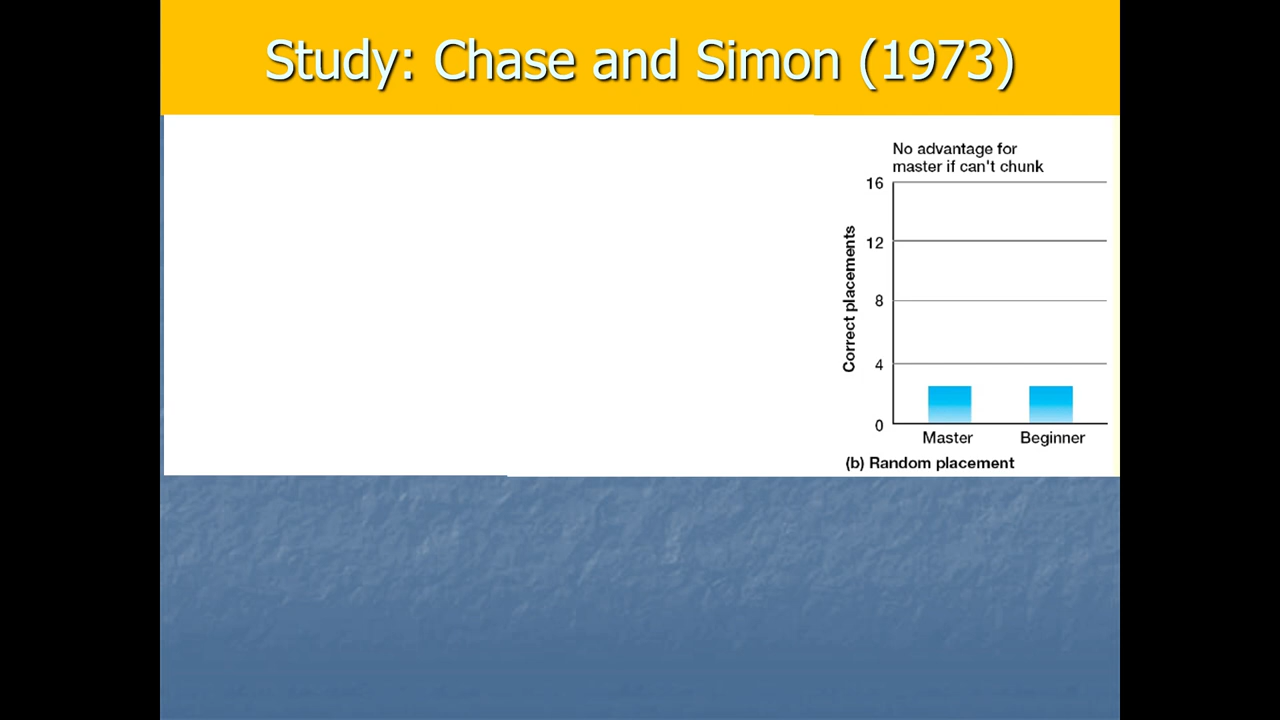 Study: Chase and Simon (1973)
No advantage for
master if can't chunk
16
12
8
4
0
Correct placements
Master Beginner
(b) Random placement